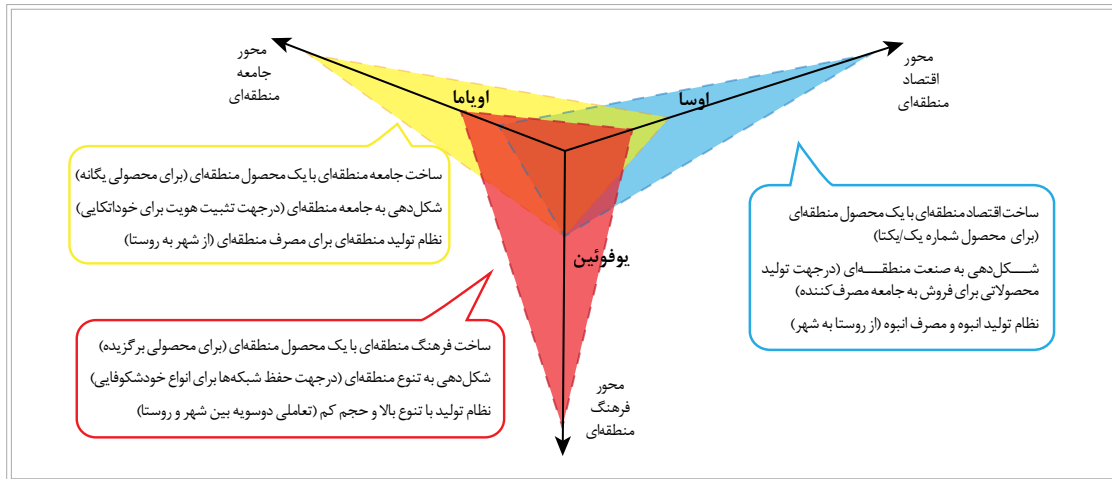 محور
اقتصاد
منطقه‌ای
محور
جامعه
منطقه‌ای
اوسا
اویاما
ساخت اقتصاد منطقه‌ای با یک محصول منطقه‌ای
(برای محصول شماره یک/یکتا)
شکل‌دهی به صنعت منطقه‌ای (درجهت تولید
محصولاتی برای فروش به جامعه مصرف‌کننده)
نظام تولید انبوه و مصرف انبوه (از روستا به شهر)
ساخت جامعه منطقه‌ای با یک محصول منطقه‌ای (برای محصولی یگانه)
شکل‌دهی به جامعه منطقه‌ای (درجهت تثبیت هویت برای خوداتکایی)
نظام تولید منطقه‌ای برای مصرف منطقه‌ای (از شهر به روستا)
یوفوئین
ساخت فرهنگ منطقه‌ای با یک محصول منطقه‌ای (برای محصولی برگزیده)
شکل‌دهی به تنوع منطقه‌ای (درجهت حفظ شبکه‌ها برای انواع خودشکوفایی)
نظام تولید با تنوع بالا و حجم کم (تعاملی دوسویه بین شهر و روستا)
محور
فرهنگ
منطقه‌ای